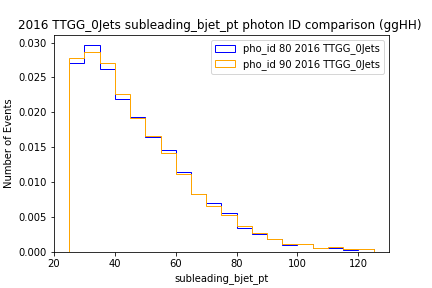 2016 TTGG_0Jets subleading_bjet_pt photon ID comparison (ggHH)
pho_id 80 2016 TTGG_0Jets
pho_id 90 2016 TTGG_0Jets
Number of Events
0.030
0.025
0.020
0.015
0.010
0.005
0.000
20 40 60 80 100 120
subleading_bjet_pt